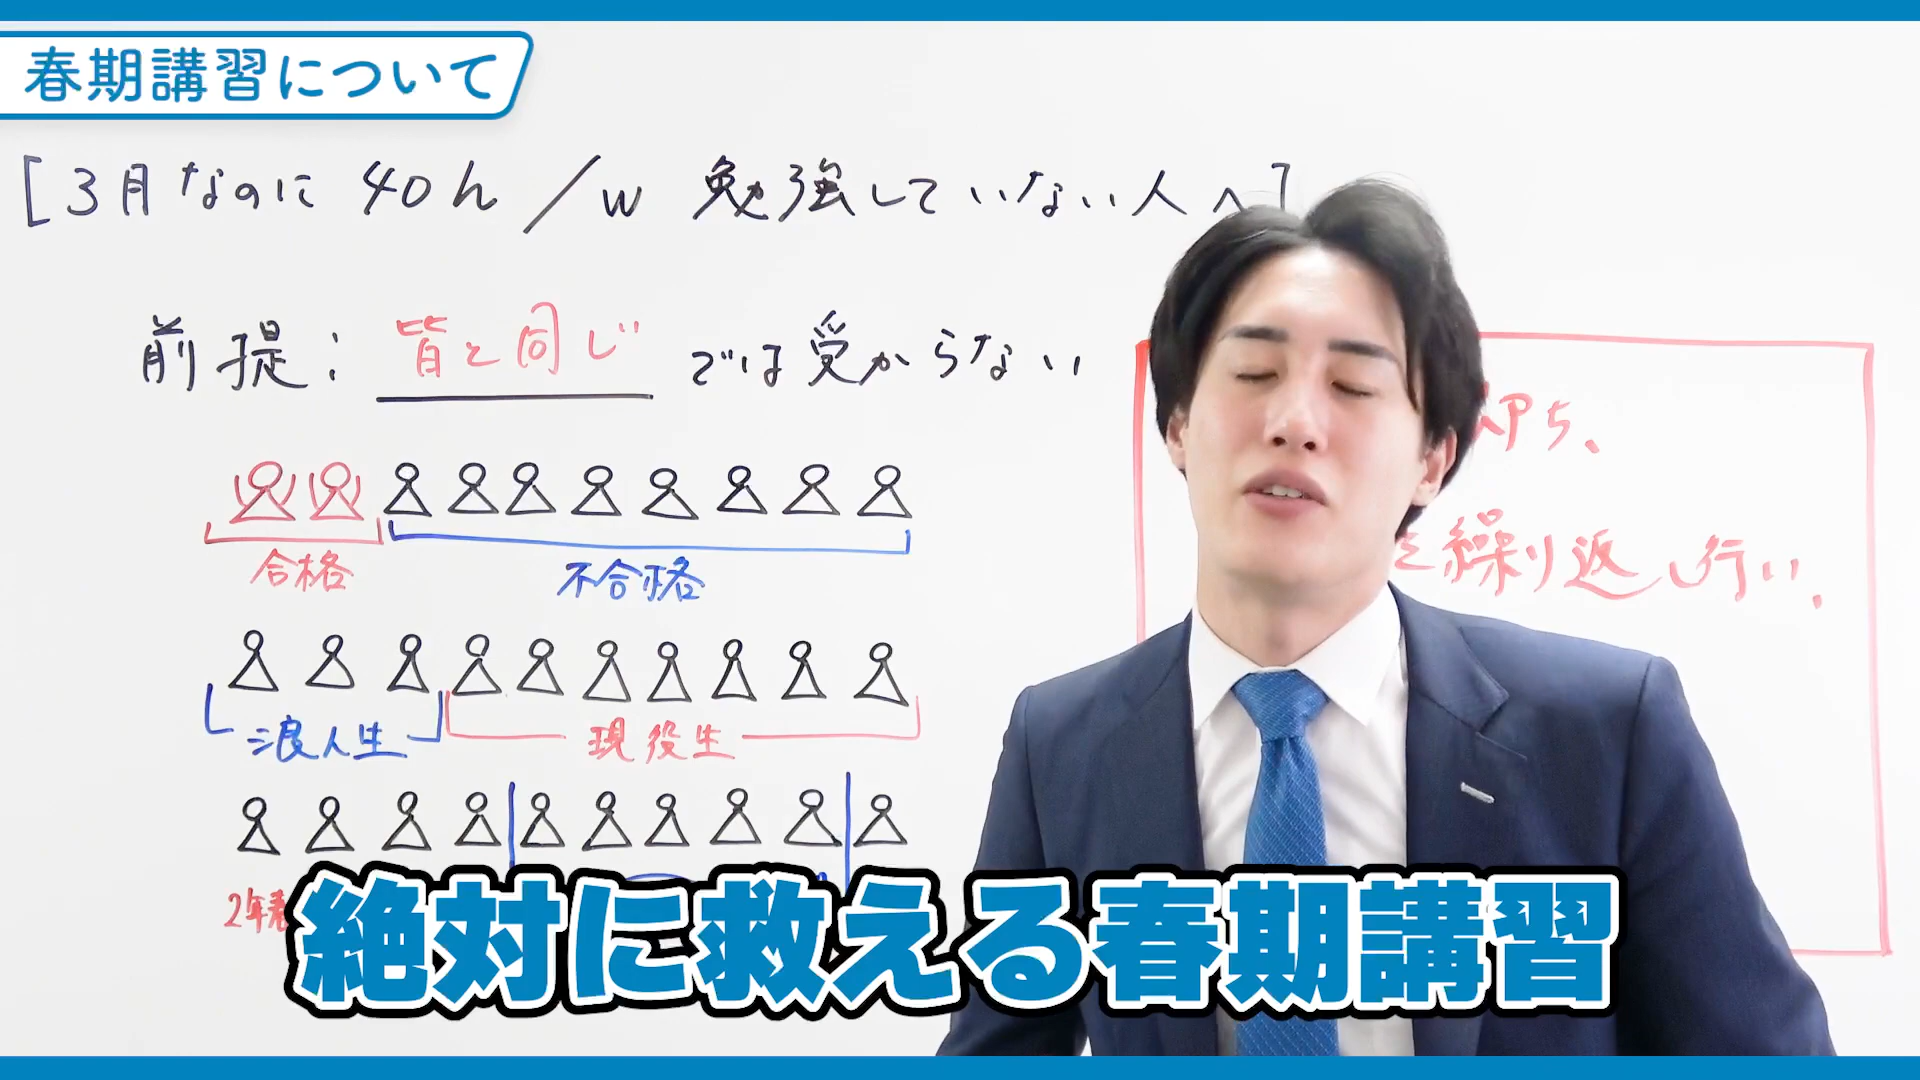 春期講習について
[3月なのに 40h/w 勉強していない人へ]
前提: 皆と同じ では受からない
合格 不合格
を繰り返し行い、
浪人生 現役生
2年
絶対に救える春期講習